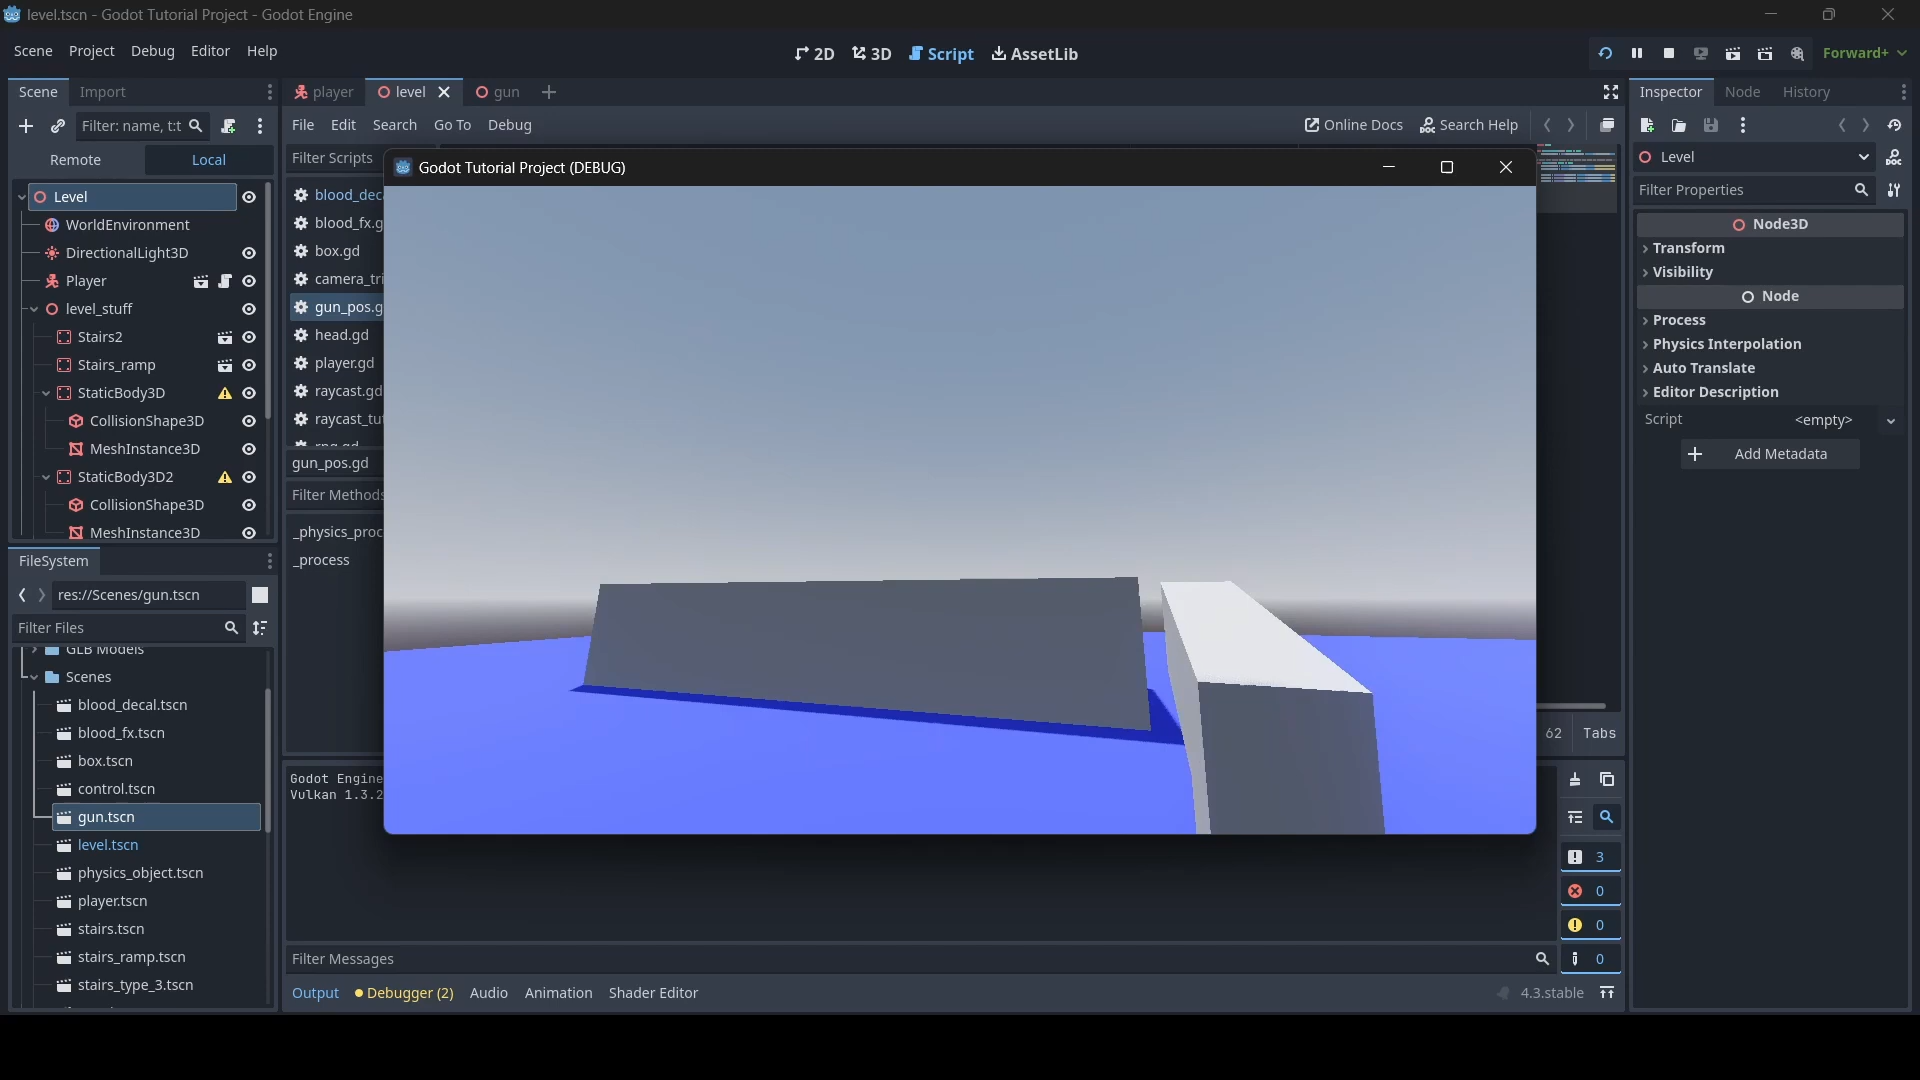 level.tscn - Godot Tutorial Project - Godot Engine
Scene Project Debug Editor Help
2D 3D Script AssetLib
Forward+
Scene Import
Filter: name, t:t
Remote Local
Level
WorldEnvironment
DirectionalLight3D
Player
level_stuff
Stairs2
Stairs_ramp
StaticBody3D
CollisionShape3D
MeshInstance3D
StaticBody3D2
CollisionShape3D
MeshInstance3D
FileSystem
res://Scenes/gun.tscn
Filter Files
GLB Models
Scenes
blood_decal.tscn
blood_fx.tscn
box.tscn
control.tscn
gun.tscn
level.tscn
physics_object.tscn
player.tscn
stairs.tscn
stairs_ramp.tscn
stairs_type_3.tscn
player level gun
File Edit Search Go To Debug
Online Docs Search Help
Filter Scripts
blood_deca
blood_fx.g
box.gd
camera_tri
gun_pos.g
head.gd
player.gd
raycast.gd
raycast_tut
rng.gd
gun_pos.gd
Filter Methods
_physics_proc
_process
Godot Tutorial Project (DEBUG)
62 Tabs
Godot Engine
Vulkan 1.3.2
3
0
0
0
Filter Messages
Output Debugger (2) Audio Animation Shader Editor
4.3.stable
Inspector Node History
Level
Filter Properties
Node3D
Transform
Visibility
Node
Process
Physics Interpolation
Auto Translate
Editor Description
Script <empty>
Add Metadata